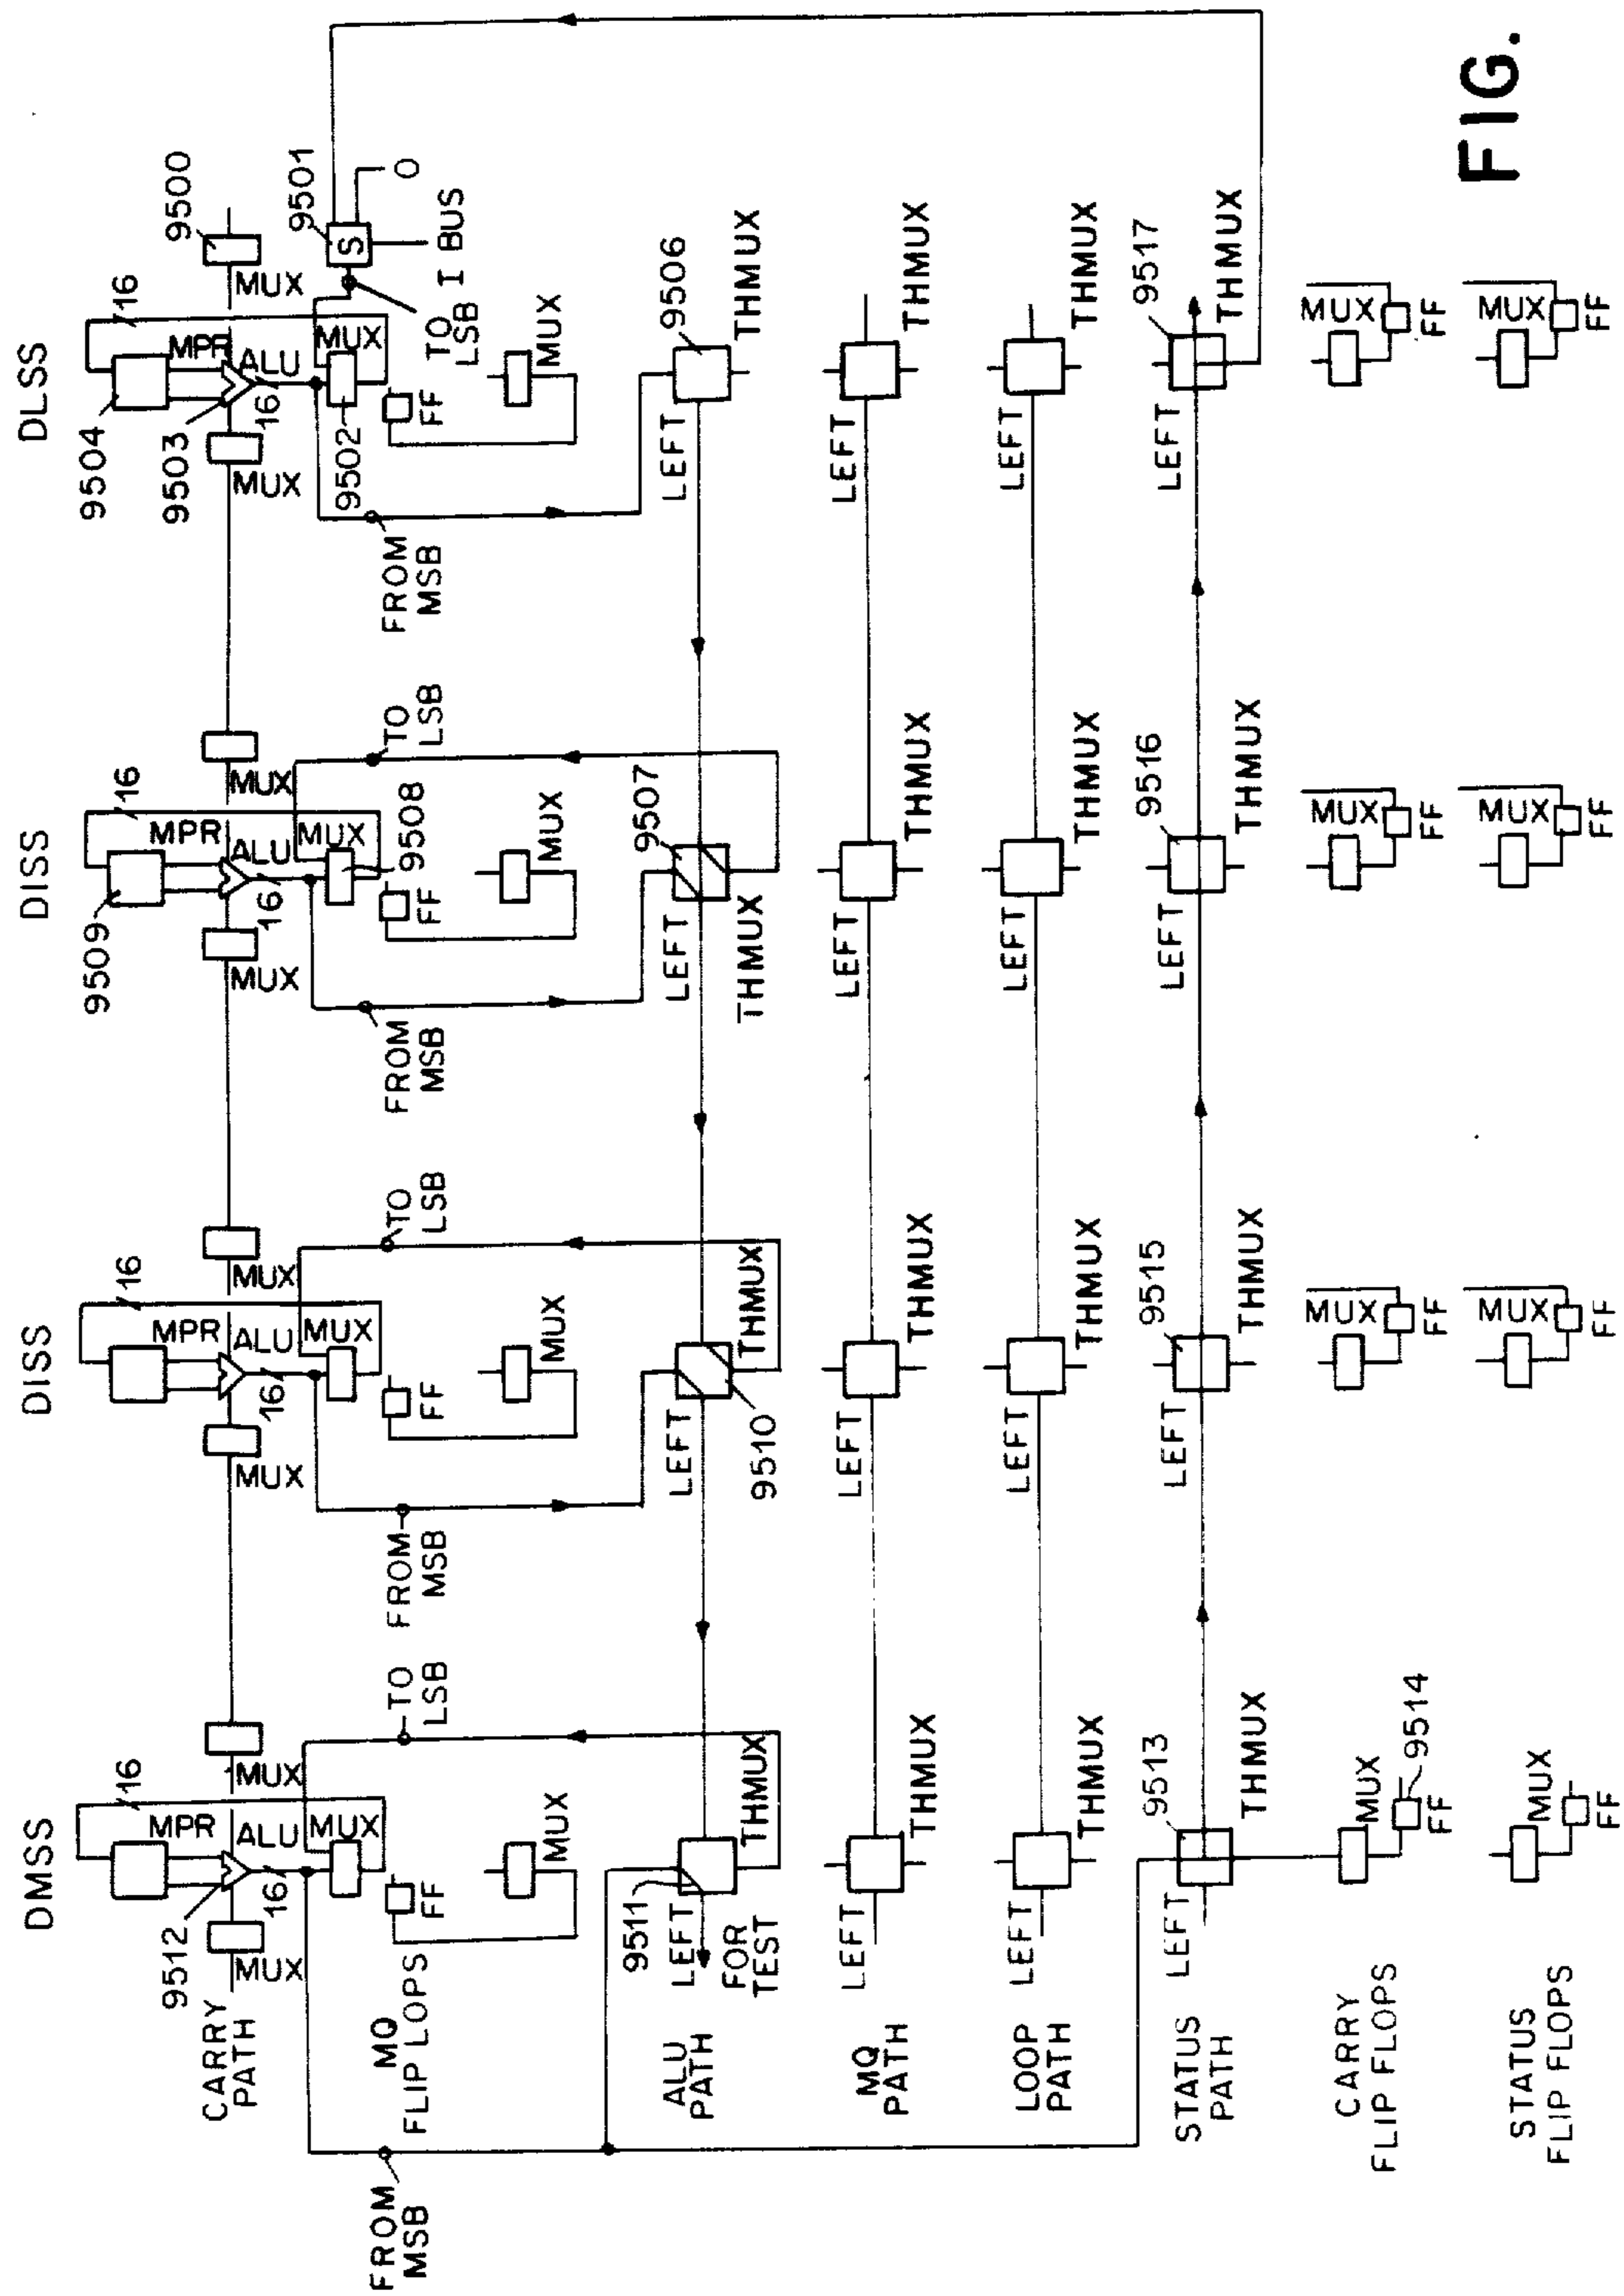 DMSS
DISS
DISS
DLSS
9512
16
MPR
ALU
16
MUX
MUX
MUX
CARRY
PATH
16
MPR
ALU
16
MUX
MUX
MUX
9509
16
MPR
ALU
16
MUX
MUX
MUX
9508
9504
9503
16
MPR
ALU
16
MUX
MUX
MUX
9502
9500
9501
S
O
I BUS
TO
LSB
FROM
MSB
MQ
FLIP FLOPS
FF
MUX
TO
LSB
FROM
MSB
FF
MUX
TO
LSB
FROM
MSB
FF
MUX
TO
LSB
FROM
MSB
FF
MUX
ALU
PATH
9511
LEFT
FOR
TEST
THMUX
LEFT
9510
THMUX
LEFT
9507
THMUX
LEFT
9506
THMUX
MQ
PATH
LEFT
THMUX
LEFT
THMUX
LEFT
THMUX
LEFT
THMUX
LOOP
PATH
LEFT
THMUX
LEFT
THMUX
LEFT
THMUX
LEFT
THMUX
STATUS
PATH
LEFT
9513
THMUX
LEFT
9515
THMUX
LEFT
9516
THMUX
LEFT
9517
THMUX
CARRY
FLIP FLOPS
MUX
9514
FF
MUX
FF
MUX
FF
MUX
FF
STATUS
FLIP FLOPS
MUX
FF
MUX
FF
MUX
FF
MUX
FF
FIG.